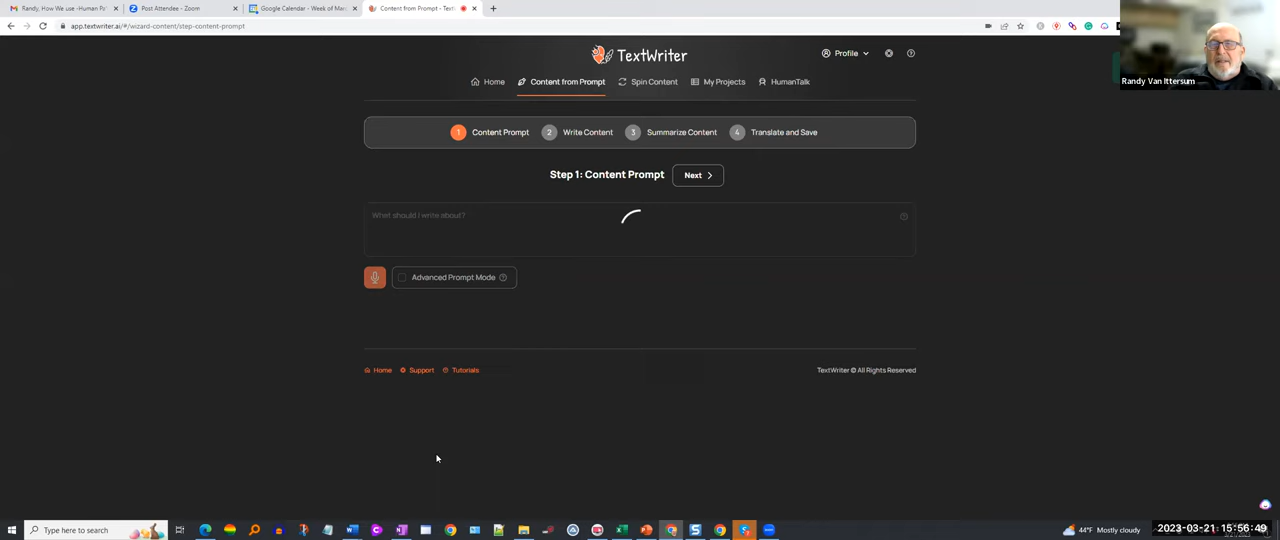 Randy, How We use -Human Pa
Post Attendee - Zoom
Google Calendar - Week of Marc
Content from Prompt - Text
app.textwriter.ai/#/wizard-content/step-content-prompt
TextWriter
Profile
Home
Content from Prompt
Spin Content
My Projects
HumanTalk
1 Content Prompt
2 Write Content
3 Summarize Content
4 Translate and Save
Step 1: Content Prompt
Next
What should I write about?
Advanced Prompt Mode
Home
Support
Tutorials
TextWriter © All Rights Reserved
Randy Van Ittersum
Type here to search
44°F Mostly cloudy
2023-03-21 15:56:49